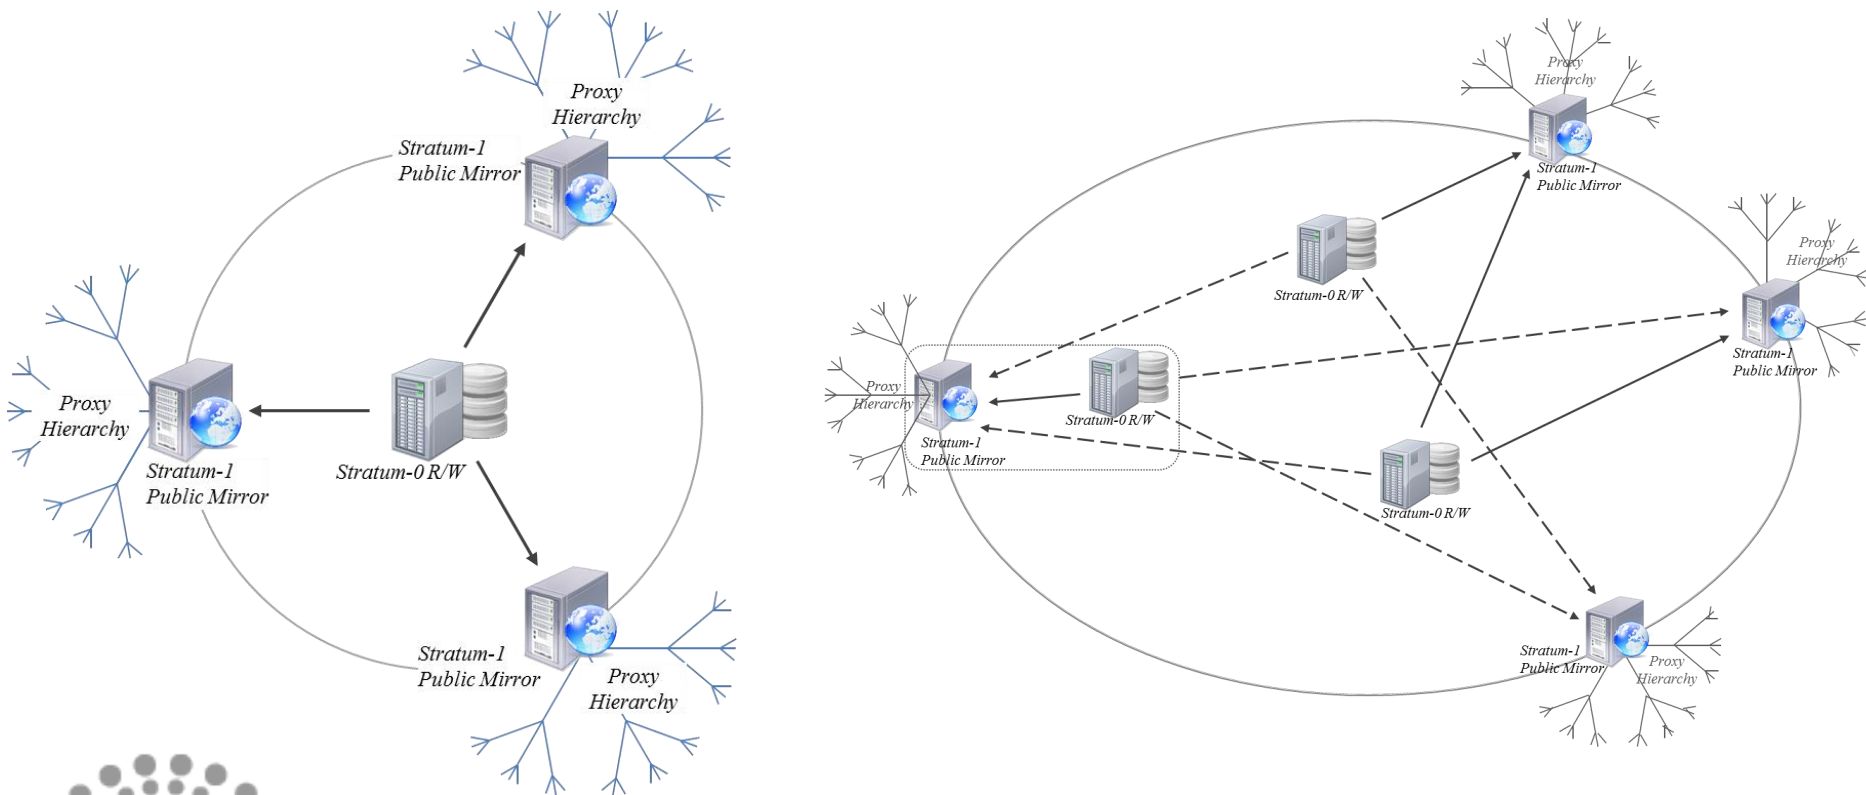 Proxy
Hierarchy
Stratum-1
Public Mirror
Proxy
Hierarchy
Stratum-1
Public Mirror
Stratum-0 R/W
Stratum-1
Public Mirror
Proxy
Hierarchy
Proxy
Hierarchy
Stratum-1
Public Mirror
Stratum-0 R/W
Proxy
Hierarchy
Stratum-1
Public Mirror
Proxy
Hierarchy
Stratum-0 R/W
Stratum-1
Public Mirror
Stratum-0 R/W
Stratum-1
Public Mirror
Proxy
Hierarchy